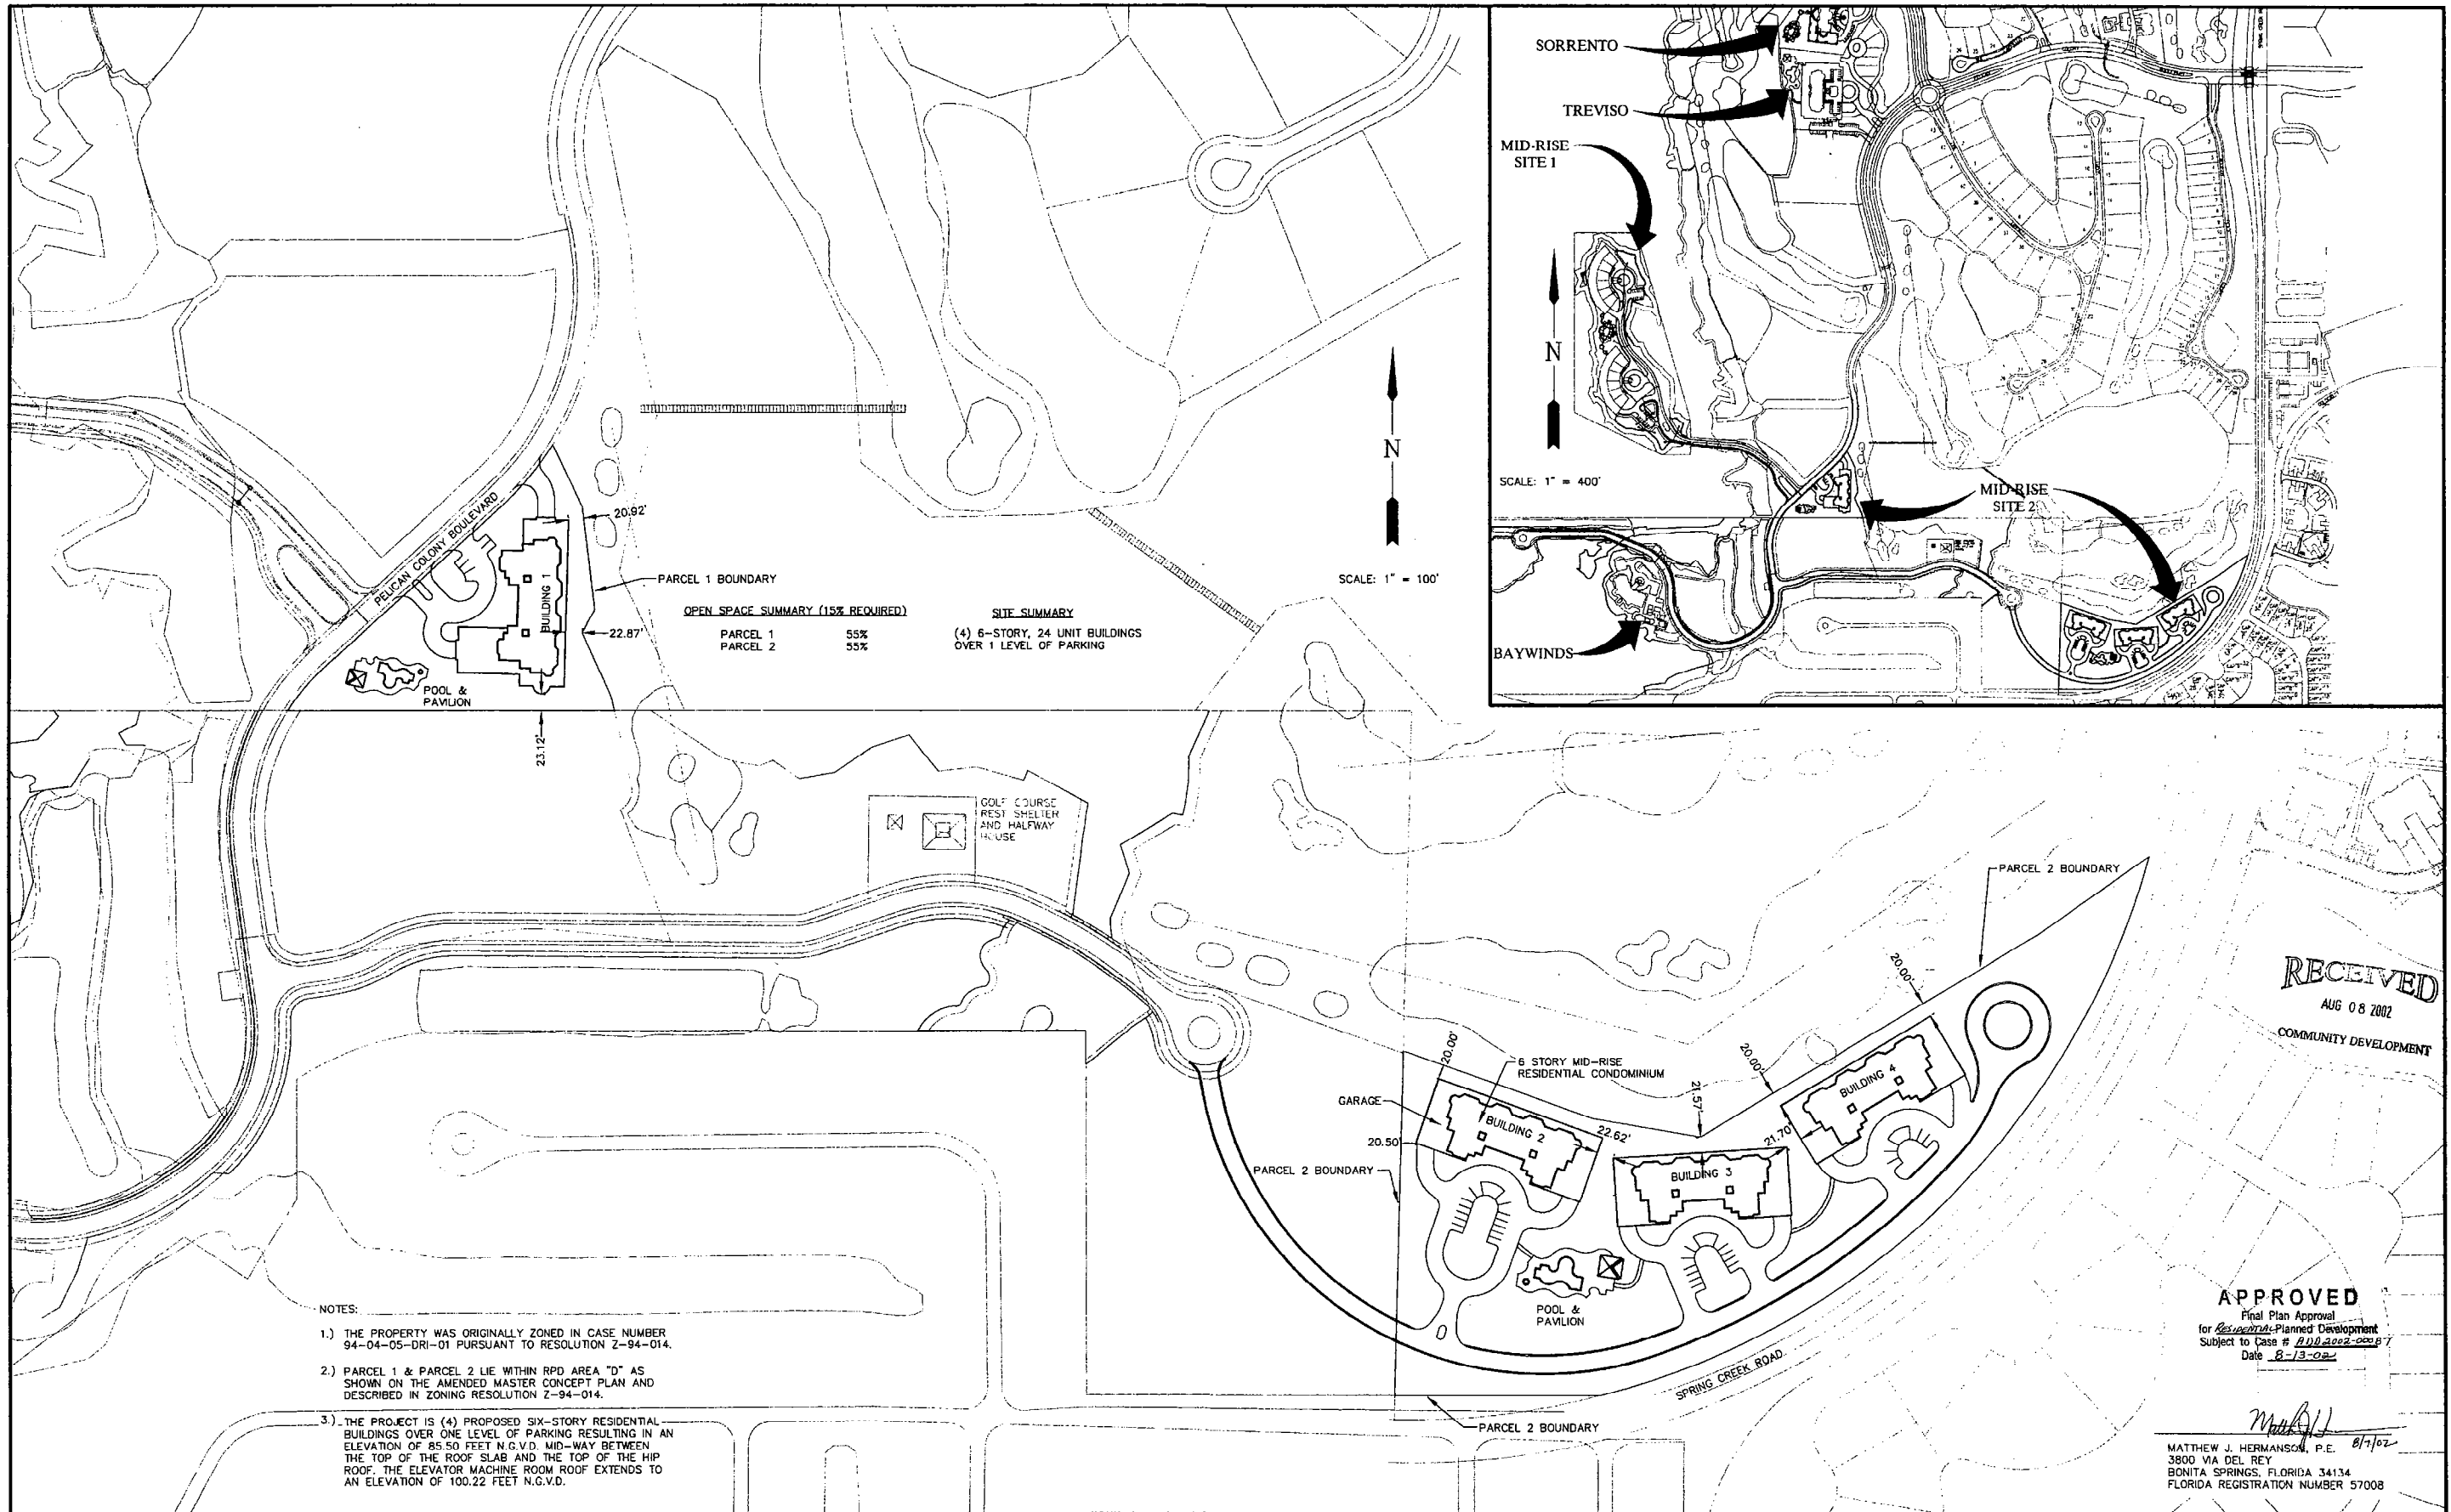 SORRENTO
TREVISO
MID-RISE
SITE 1
N
SCALE: 1" = 400'
MID-RISE
SITE 2
BAYWINDS
N
SCALE: 1" = 100'
PELICAN COLONY BOULEVARD
20.92'
BUILDING 1
PARCEL 1 BOUNDARY
22.87'
OPEN SPACE SUMMARY (15% REQUIRED)
PARCEL 1 55%
PARCEL 2 55%
SITE SUMMARY
(4) 6-STORY, 24 UNIT BUILDINGS
OVER 1 LEVEL OF PARKING
POOL &
PAVILION
23.12'
GOLF COURSE
REST SHELTER
AND HALFWAY
HOUSE
PARCEL 2 BOUNDARY
20.00'
20.00'
20.00'
21.57'
6 STORY MID-RISE
RESIDENTIAL CONDOMINIUM
GARAGE
BUILDING 2
22.62'
20.50'
BUILDING 4
21.70'
BUILDING 3
PARCEL 2 BOUNDARY
POOL &
PAVILION
SPRING CREEK ROAD
PARCEL 2 BOUNDARY
RECEIVED
AUG 08 2002
COMMUNITY DEVELOPMENT
NOTES:
1.) THE PROPERTY WAS ORIGINALLY ZONED IN CASE NUMBER
94-04-05-DRI-01 PURSUANT TO RESOLUTION Z-94-014.
2.) PARCEL 1 & PARCEL 2 LIE WITHIN RPD AREA "D" AS
SHOWN ON THE AMENDED MASTER CONCEPT PLAN AND
DESCRIBED IN ZONING RESOLUTION Z-94-014.
3.) THE PROJECT IS (4) PROPOSED SIX-STORY RESIDENTIAL
BUILDINGS OVER ONE LEVEL OF PARKING RESULTING IN AN
ELEVATION OF 85.50 FEET N.G.V.D. MID-WAY BETWEEN
THE TOP OF THE ROOF SLAB AND THE TOP OF THE HIP
ROOF. THE ELEVATOR MACHINE ROOM ROOF EXTENDS TO
AN ELEVATION OF 100.22 FEET N.G.V.D.
APPROVED
Final Plan Approval
for Residential Planned Development
Subject to Case # ADD2002-00087
Date 8-13-02
8/7/02
MATTHEW J. HERMANSON, P.E.
3800 VIA DEL REY
BONITA SPRINGS, FLORIDA 34134
FLORIDA REGISTRATION NUMBER 57008